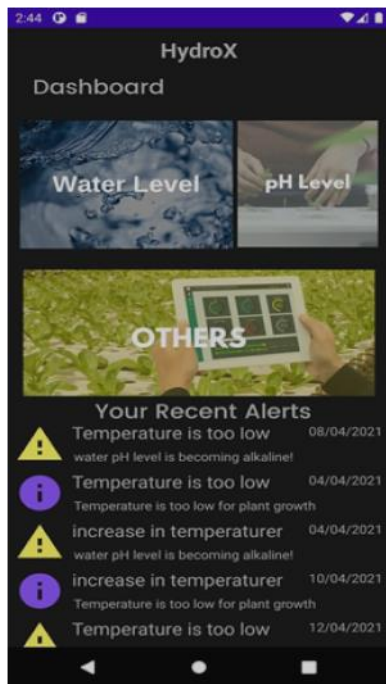 2:44
HydroX
Dashboard
Water Level
pH Level
OTHERS
Your Recent Alerts
Temperature is too low 08/04/2021
water pH level is becoming alkaline!
Temperature is too low 04/04/2021
Temperature is too low for plant growth
increase in temperaturer 04/04/2021
water pH level is becoming alkaline!
increase in temperaturer 10/04/2021
Temperature is too low for plant growth
Temperature is too low 12/04/2021